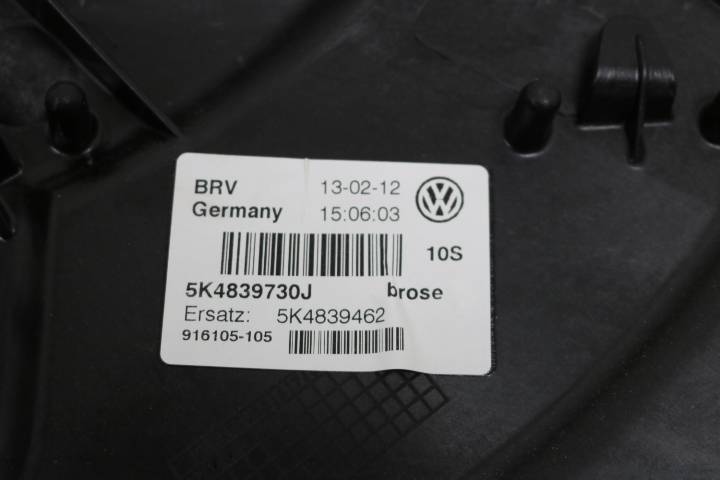 BRV 13-02-12
Germany 15:06:03
10S
5K4839730J brose
Ersatz: 5K4839462
916105-105